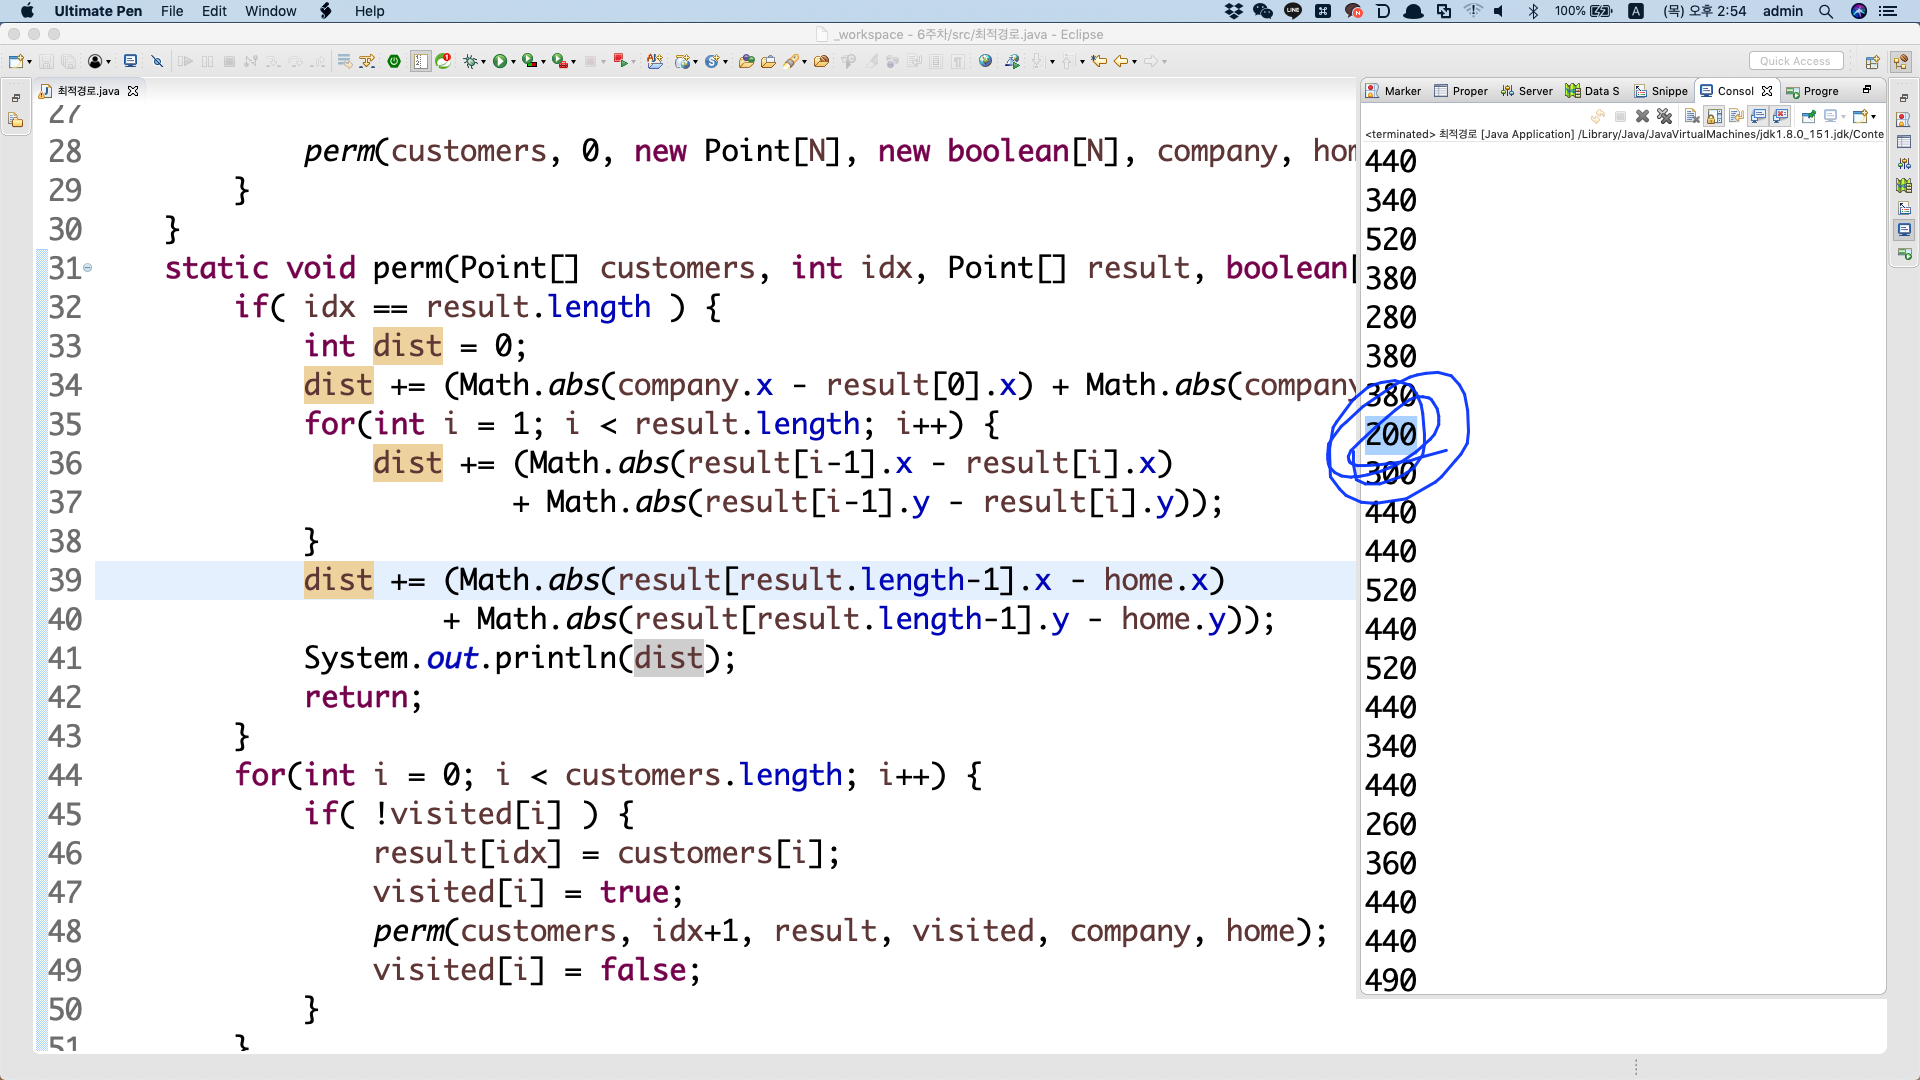 Ultimate Pen File Edit Window Help
100% A (목) 오후 2:54 admin
_workspace - 6주차/src/최적경로.java - Eclipse
Quick Access
최적경로.java
27
28 perm(customers, 0, new Point[N], new boolean[N], company, hom
29 }
30 }
31 static void perm(Point[] customers, int idx, Point[] result, boolean[
32 if( idx == result.length ) {
33 int dist = 0;
34 dist += (Math.abs(company.x - result[0].x) + Math.abs(company
35 for(int i = 1; i < result.length; i++) {
36 dist += (Math.abs(result[i-1].x - result[i].x)
37 + Math.abs(result[i-1].y - result[i].y));
38 }
39 dist += (Math.abs(result[result.length-1].x - home.x)
40 + Math.abs(result[result.length-1].y - home.y));
41 System.out.println(dist);
42 return;
43 }
44 for(int i = 0; i < customers.length; i++) {
45 if( !visited[i] ) {
46 result[idx] = customers[i];
47 visited[i] = true;
48 perm(customers, idx+1, result, visited, company, home);
49 visited[i] = false;
50 }
51 }
Marker Proper Server Data S Snippe Consol Progre
<terminated> 최적경로 [Java Application] /Library/Java/JavaVirtualMachines/jdk1.8.0_151.jdk/Conte
440
340
520
380
280
380
380
200
300
440
440
520
440
520
440
340
440
260
360
440
440
490